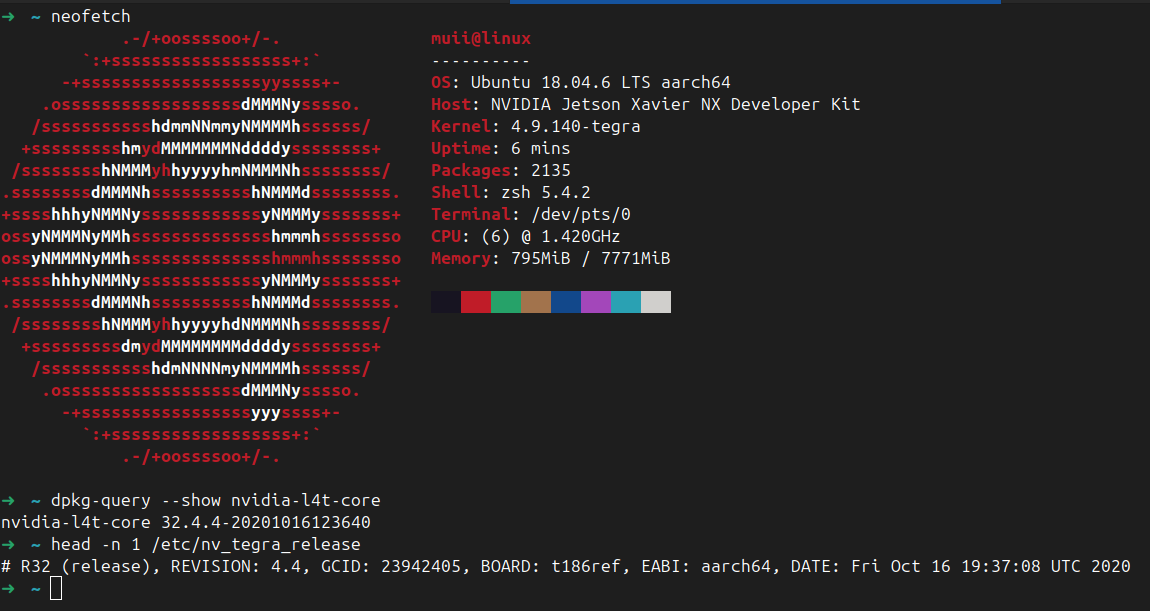 ➜ ~ neofetch
.-/+oossssoo+/-. muii@linux
`:+ssssssssssssssssss+:` ----------
-+ssssssssssssssssssyyssss+- OS: Ubuntu 18.04.6 LTS aarch64
.ossssssssssssssssssdMMMNysssso. Host: NVIDIA Jetson Xavier NX Developer Kit
/ssssssssssshdmmNNmmyNMMMMhssssss/ Kernel: 4.9.140-tegra
+ssssssssshmydMMMMMMMNddddyssssssss+ Uptime: 6 mins
/sssssssshNMMMyhhyyyyhmNMMMNhssssssss/ Packages: 2135
.ssssssssdMMMNhsssssssssshNMMMdssssssss. Shell: zsh 5.4.2
+sssshhhyNMMNyssssssssssssyNMMMysssssss+ Terminal: /dev/pts/0
ossyNMMMNyMMhsssssssssssssshmmmhssssssso CPU: (6) @ 1.420GHz
ossyNMMMNyMMhsssssssssssssshmmmhssssssso Memory: 795MiB / 7771MiB
+sssshhhyNMMNyssssssssssssyNMMMysssssss+
.ssssssssdMMMNhsssssssssshNMMMdssssssss.
/sssssssshNMMMyhhyyyyhdNMMMNhssssssss/
+sssssssssdmydMMMMMMMMddddyssssssss+
/ssssssssssshdmNNNNmyNMMMMhssssss/
.ossssssssssssssssssdMMMNysssso.
-+sssssssssssssssssyyyssss+-
`:+ssssssssssssssssss+:`
.-/+oossssoo+/-.
➜ ~ dpkg-query --show nvidia-l4t-core
nvidia-l4t-core 32.4.4-20201016123640
➜ ~ head -n 1 /etc/nv_tegra_release
# R32 (release), REVISION: 4.4, GCID: 23942405, BOARD: t186ref, EABI: aarch64, DATE: Fri Oct 16 19:37:08 UTC 2020
➜ ~